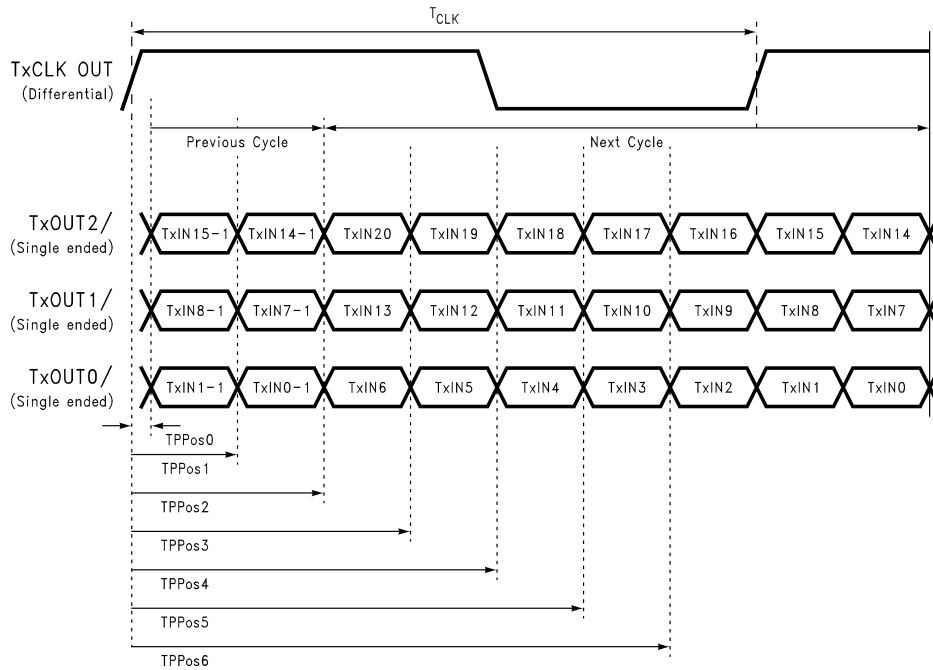 T_CLK
TxCLK OUT
(Differential)
Previous Cycle Next Cycle
TxOUT2/
(Single ended)
TxIN15-1 TxIN14-1 TxIN20 TxIN19 TxIN18 TxIN17 TxIN16 TxIN15 TxIN14
TxOUT1/
(Single ended)
TxIN8-1 TxIN7-1 TxIN13 TxIN12 TxIN11 TxIN10 TxIN9 TxIN8 TxIN7
TxOUT0/
(Single ended)
TxIN1-1 TxIN0-1 TxIN6 TxIN5 TxIN4 TxIN3 TxIN2 TxIN1 TxIN0
TPPos0
TPPos1
TPPos2
TPPos3
TPPos4
TPPos5
TPPos6